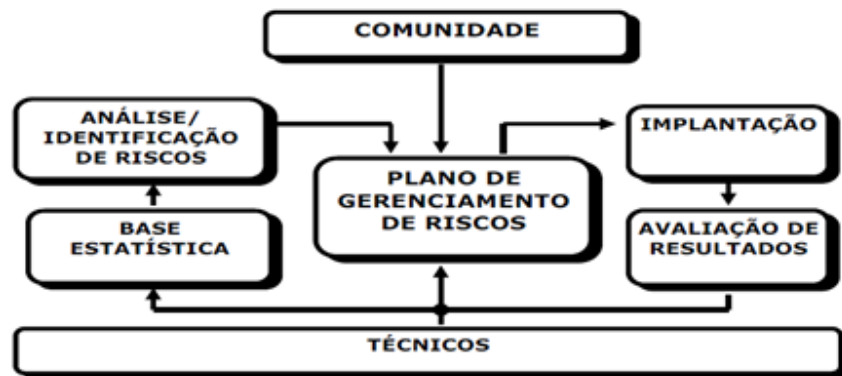 COMUNIDADE
ANÁLISE/
IDENTIFICAÇÃO
DE RISCOS
IMPLANTAÇÃO
PLANO DE
GERENCIAMENTO
DE RISCOS
BASE
ESTATÍSTICA
AVALIAÇÃO DE
RESULTADOS
TÉCNICOS